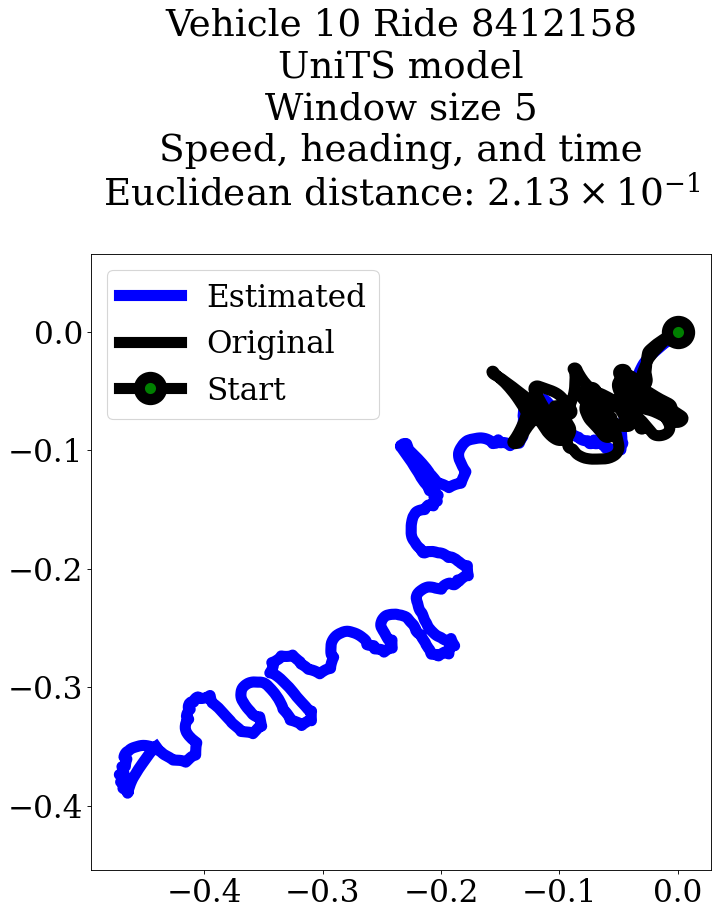 Vehicle 10 Ride 8412158
UniTS model
Window size 5
Speed, heading, and time
Euclidean distance: $2.13 \times 10^{-1}$
Estimated
Original
Start
0.0
−0.1
−0.2
−0.3
−0.4
−0.4 −0.3 −0.2 −0.1 0.0